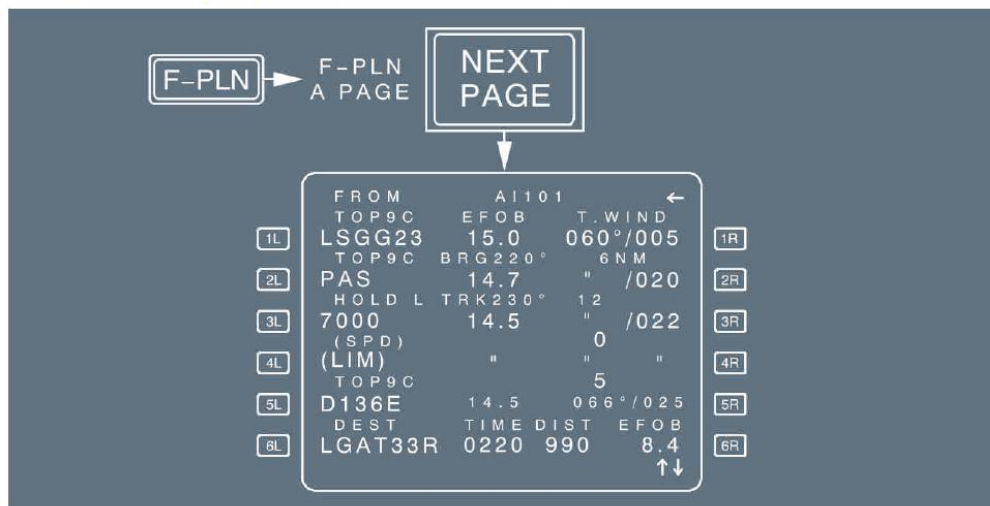 F-PLN
F-PLN
A PAGE
NEXT
PAGE
FROM AI101 ←
TOP9C EFOB T.WIND
1L LSGG23 15.0 060°/005 1R
TOP9C BRG220° 6NM
2L PAS 14.7 " /020 2R
HOLD L TRK230° 12
3L 7000 14.5 " /022 3R
(SPD) 0
4L (LIM) " " " 4R
TOP9C 5
5L D136E 14.5 066°/025 5R
DEST TIME DIST EFOB
6L LGAT33R 0220 990 8.4 6R
↑↓